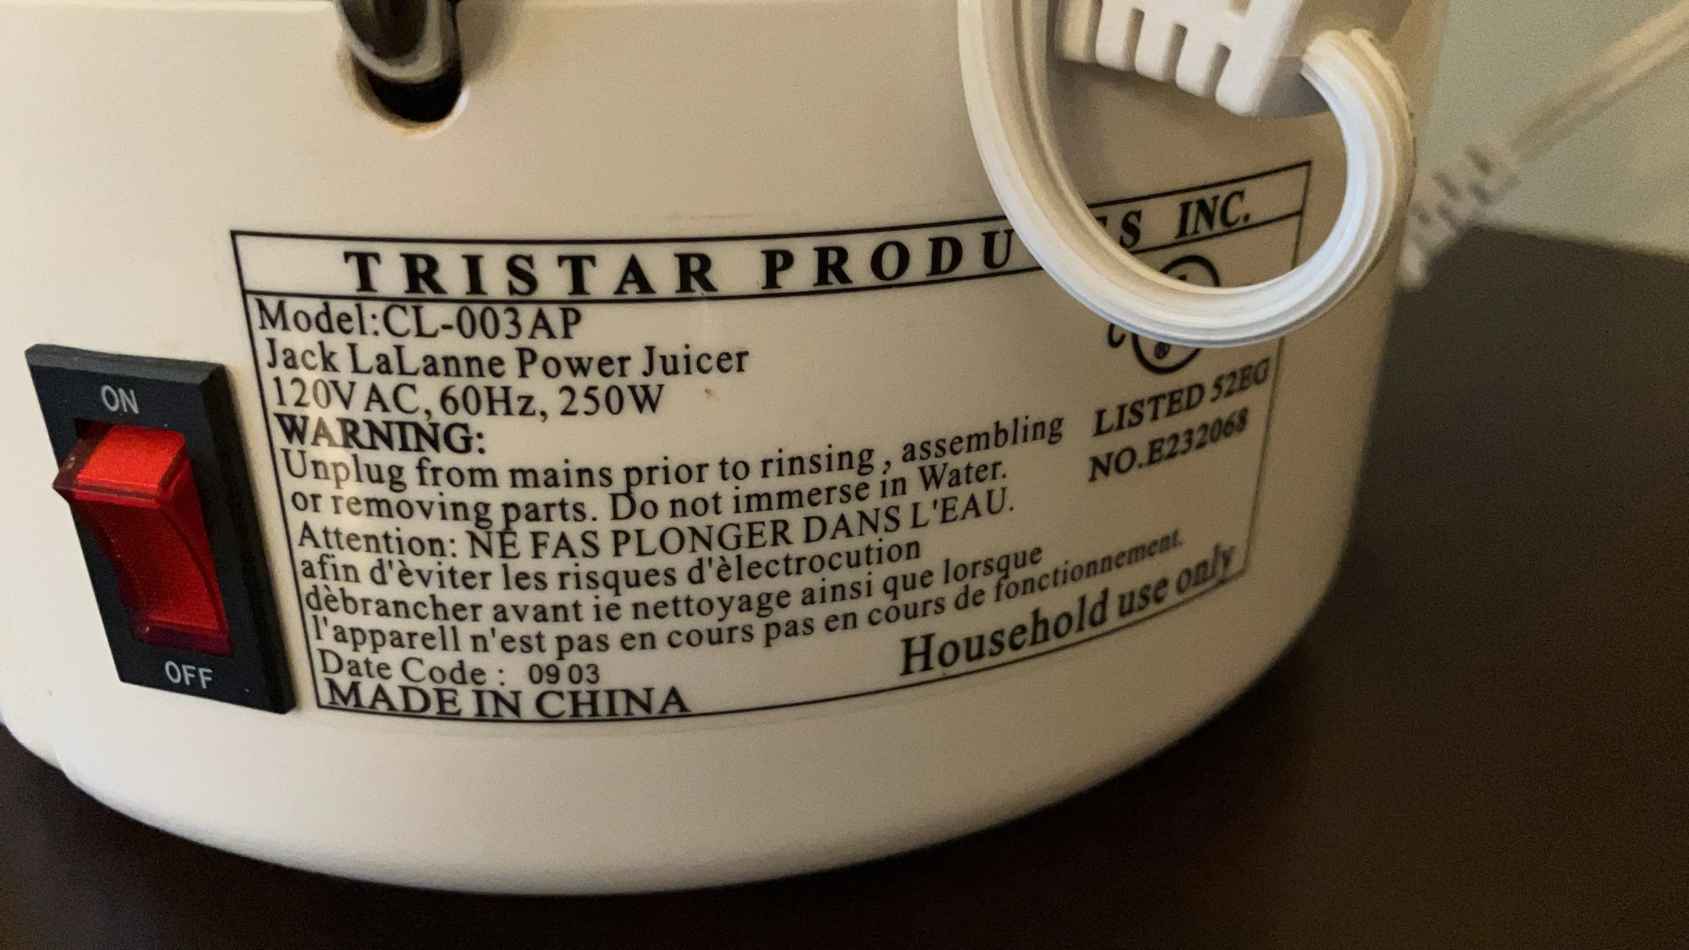 TRISTAR PRODU S INC.
Model:CL-003AP
Jack LaLanne Power Juicer
120VAC, 60Hz, 250W
WARNING:
Unplug from mains prior to rinsing, assembling
or removing parts. Do not immerse in Water.
Attention: NE FAS PLONGER DANS L'EAU.
afin d'èviter les risques d'èlectrocution
dèbrancher avant ie nettoyage ainsi que lorsque
l'apparell n'est pas en cours pas en cours de fonctionnement.
Date Code : 09 03
MADE IN CHINA
Household use only
C
®
LISTED 52EG
NO.E232068
ON
OFF